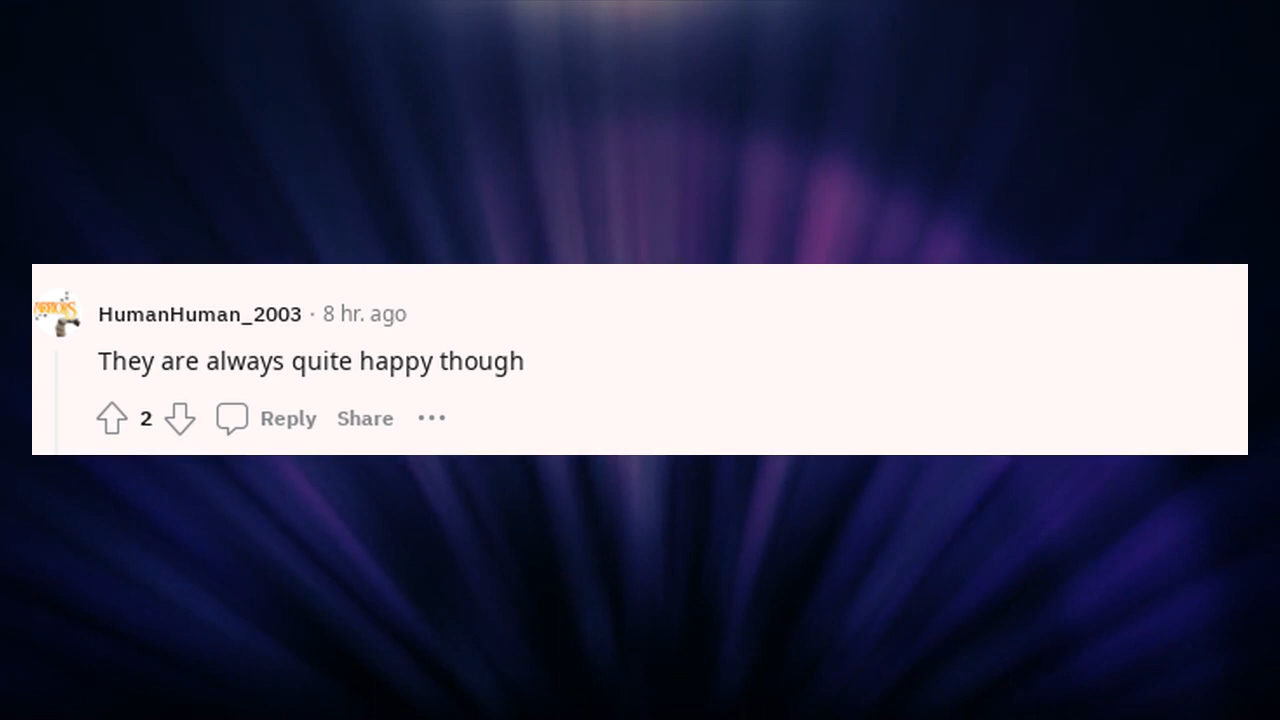 HumanHuman_2003 · 8 hr. ago
They are always quite happy though
2 Reply Share ···